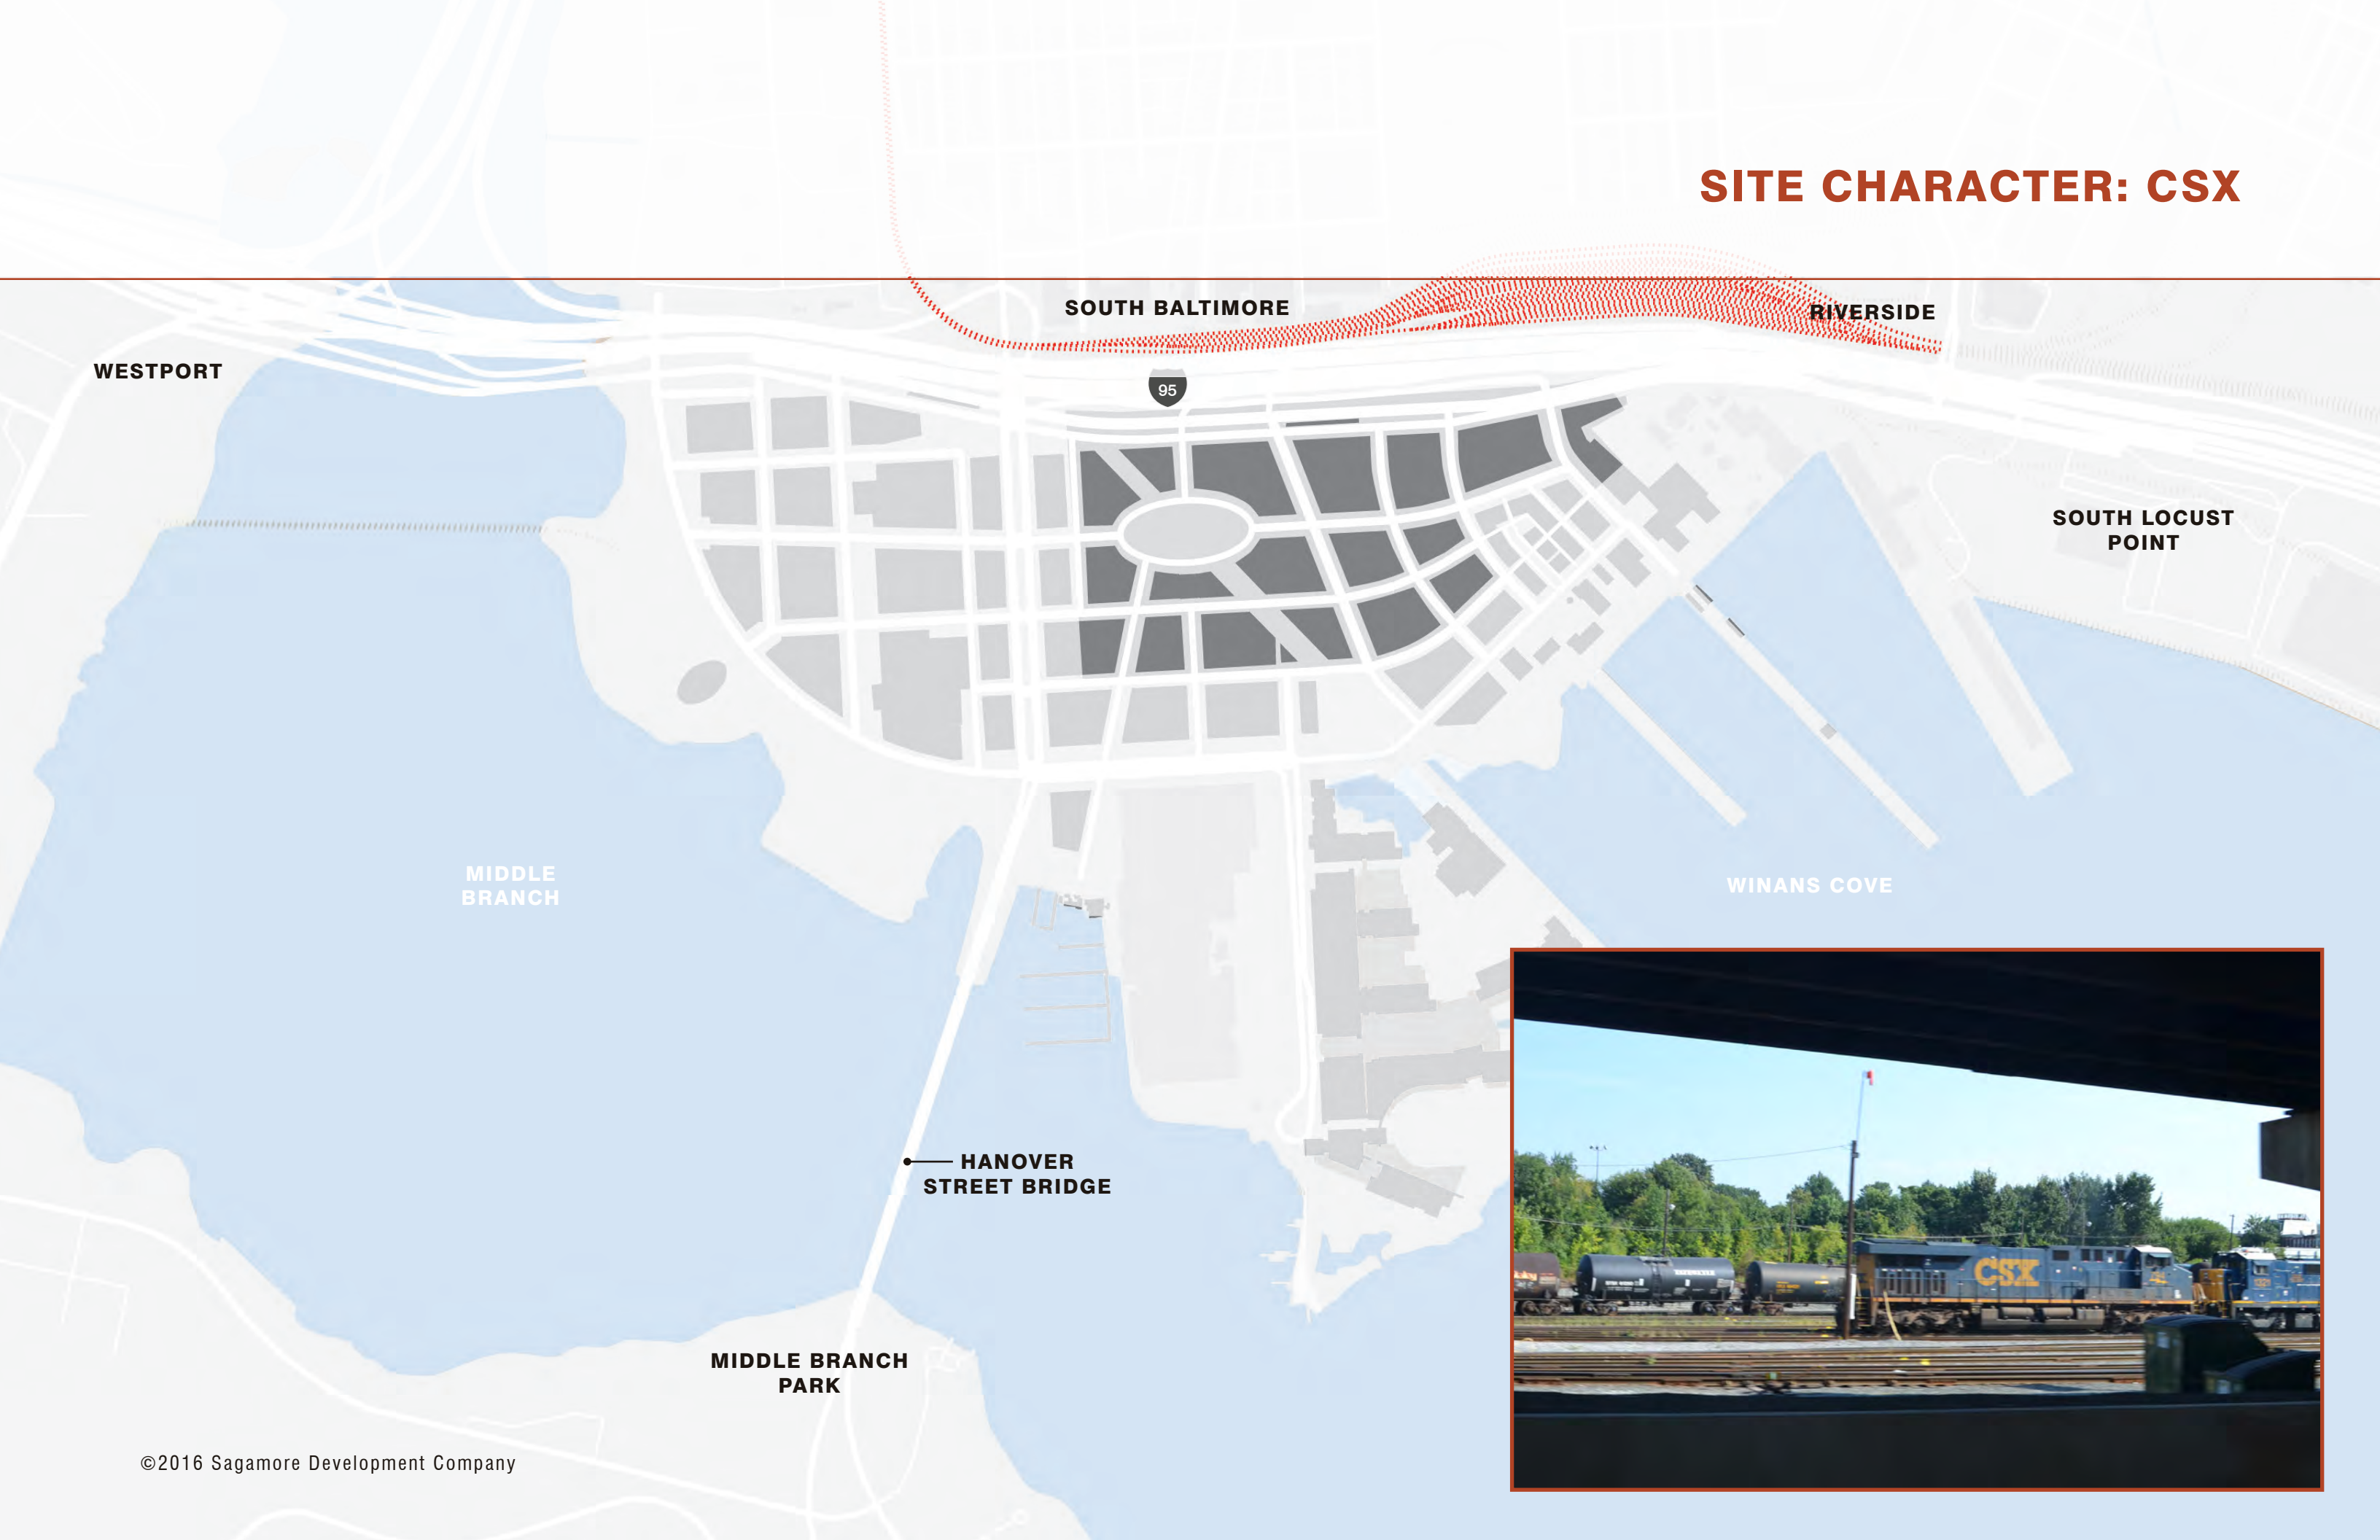 SITE CHARACTER: CSX
SOUTH BALTIMORE
RIVERSIDE
WESTPORT
95
SOUTH LOCUST
POINT
MIDDLE
BRANCH
WINANS COVE
HANOVER
STREET BRIDGE
CSX
MIDDLE BRANCH
PARK
©2016 Sagamore Development Company